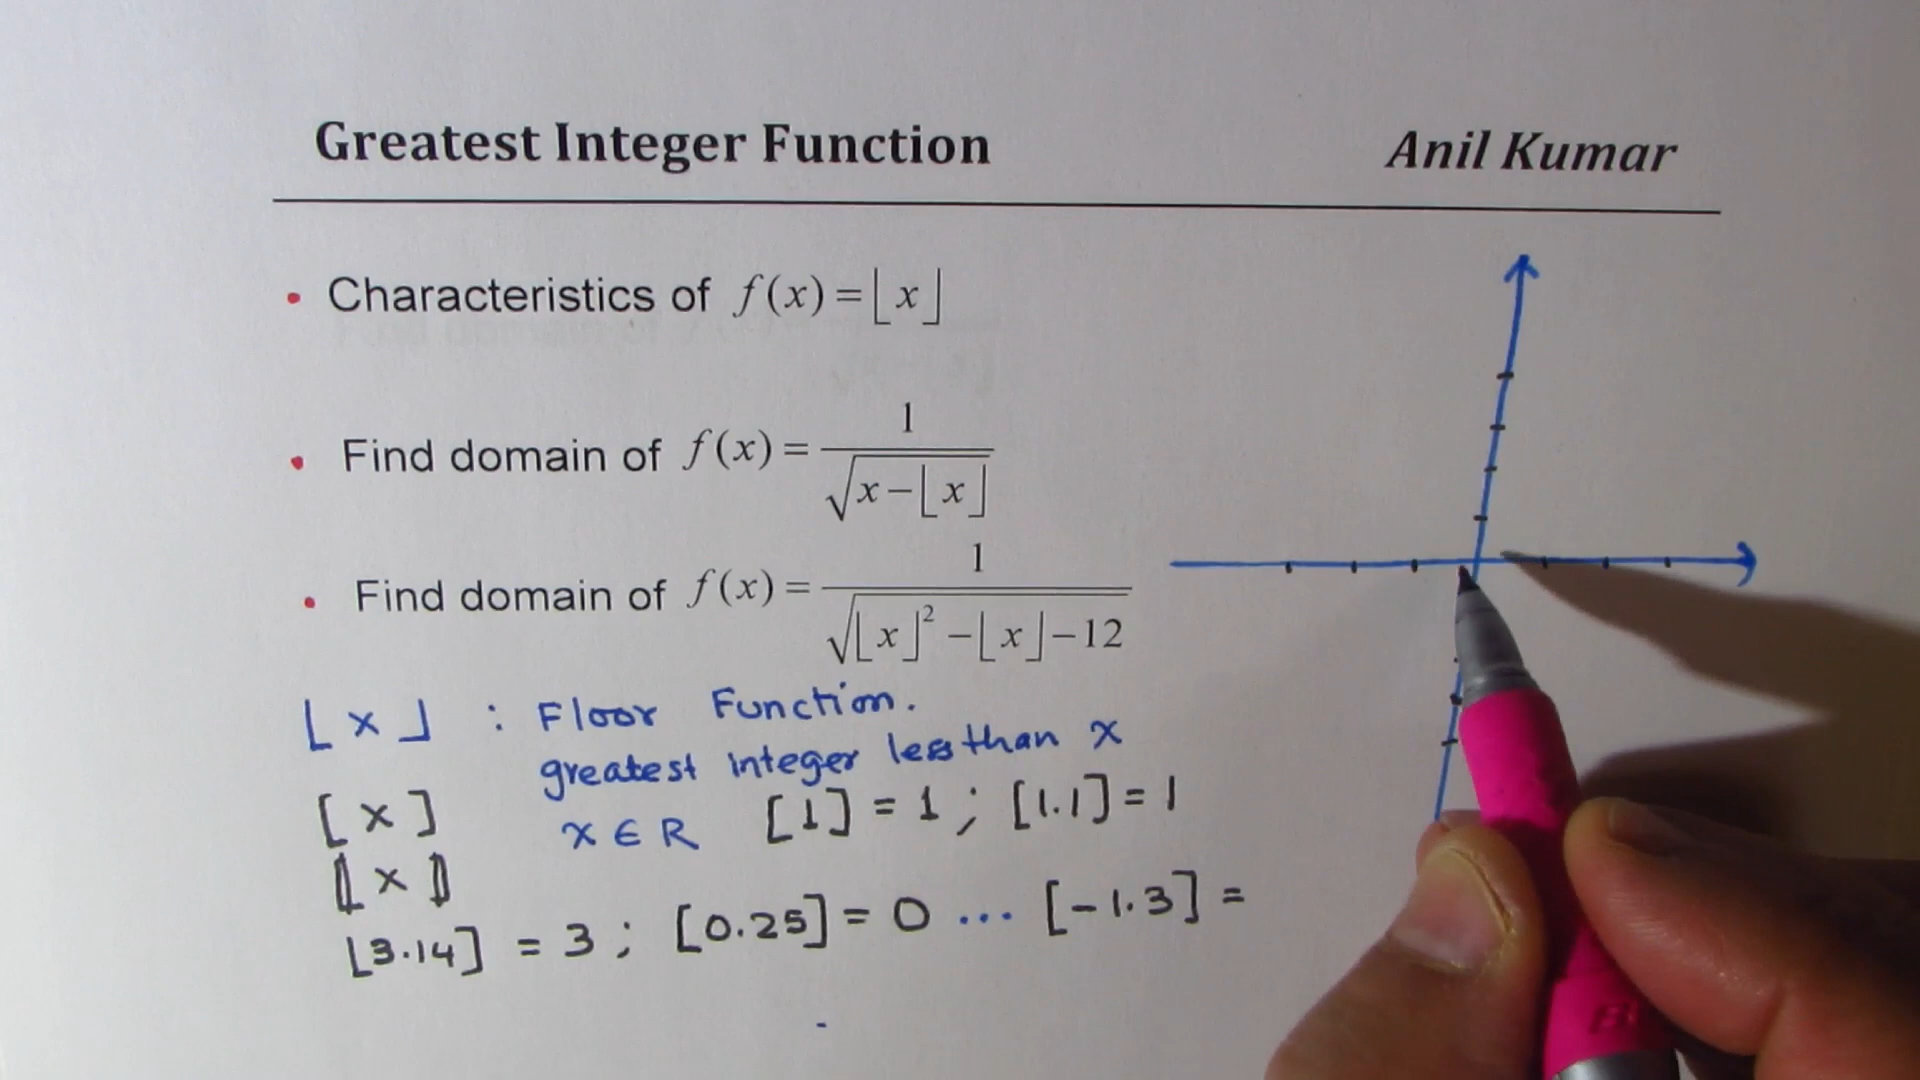 Greatest Integer Function
Anil Kumar
• Characteristics of f(x)=⌊x⌋
• Find domain of f(x)=1/√(x−⌊x⌋)
• Find domain of f(x)=1/√(⌊x⌋²−⌊x⌋−12)
⌊x⌋ : Floor Function.
greatest integer less than x
[x] x ∈ R [1] = 1 ; [1.1] = 1
⟦x⟧
[3.14] = 3 ; [0.25] = 0 ... [-1.3] =